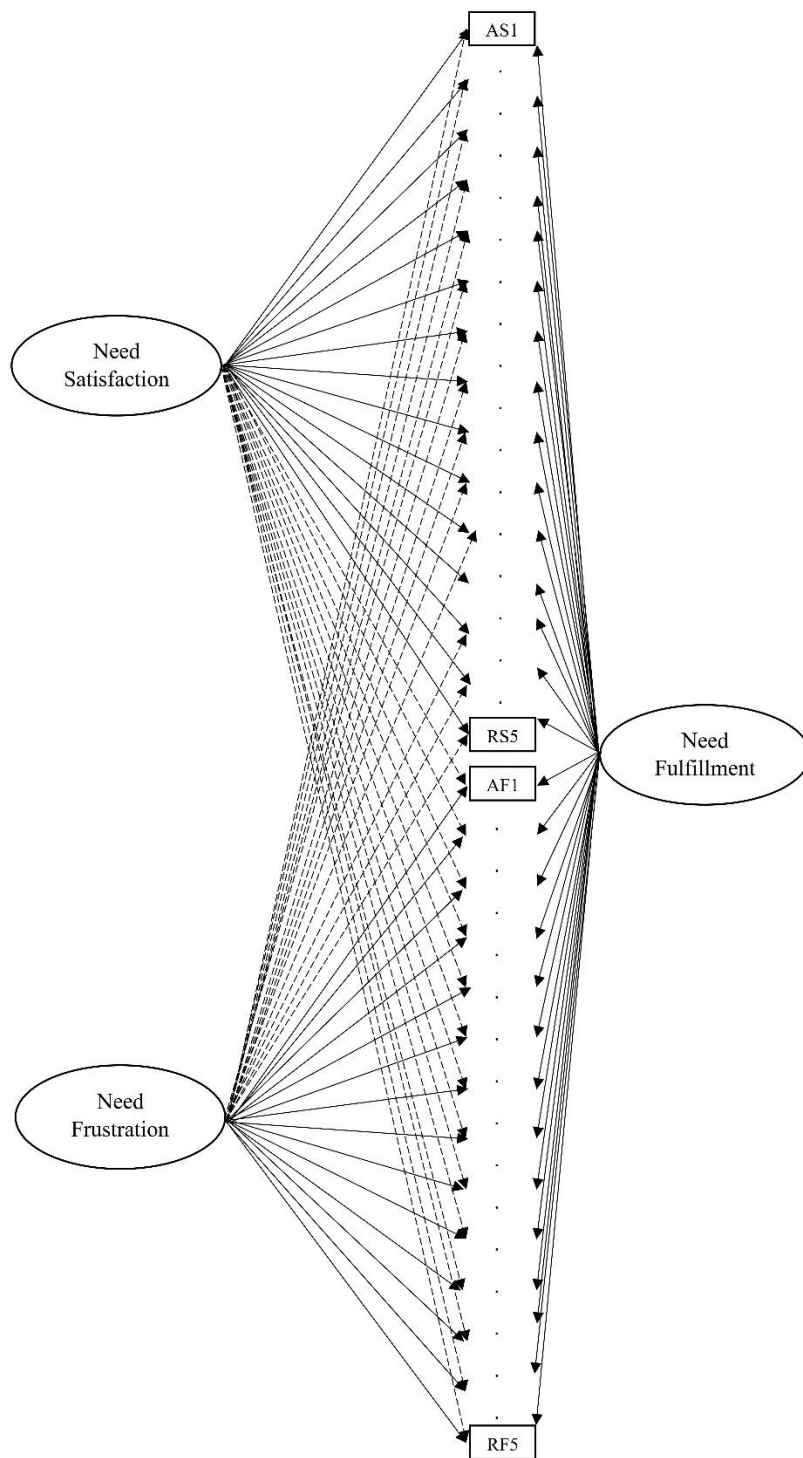 AS1
Need
Satisfaction
RS5
Need
Fulfillment
AF1
Need
Frustration
RF5